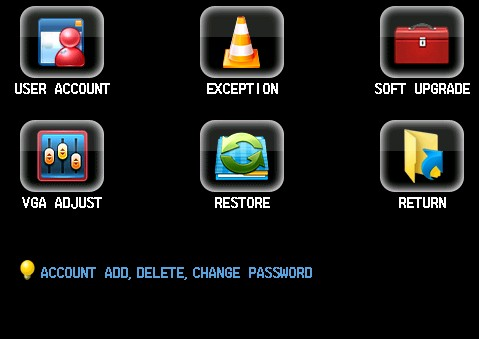 USER ACCOUNT EXCEPTION SOFT UPGRADE
VGA ADJUST RESTORE RETURN
ACCOUNT ADD, DELETE, CHANGE PASSWORD